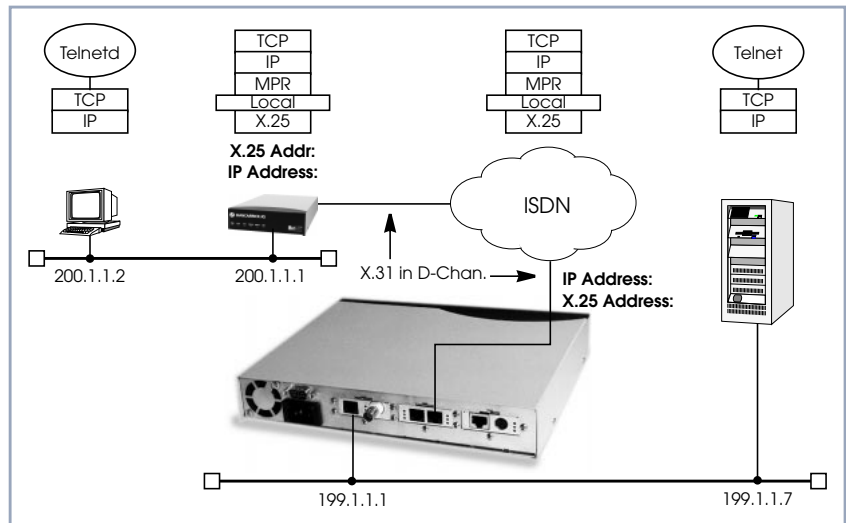 Telnetd
TCP
IP
TCP
IP
MPR
Local
X.25
TCP
IP
MPR
Local
X.25
Telnet
TCP
IP
X.25 Addr:
IP Address:
ISDN
200.1.1.2
200.1.1.1
X.31 in D-Chan.
IP Address:
X.25 Address:
199.1.1.1
199.1.1.7